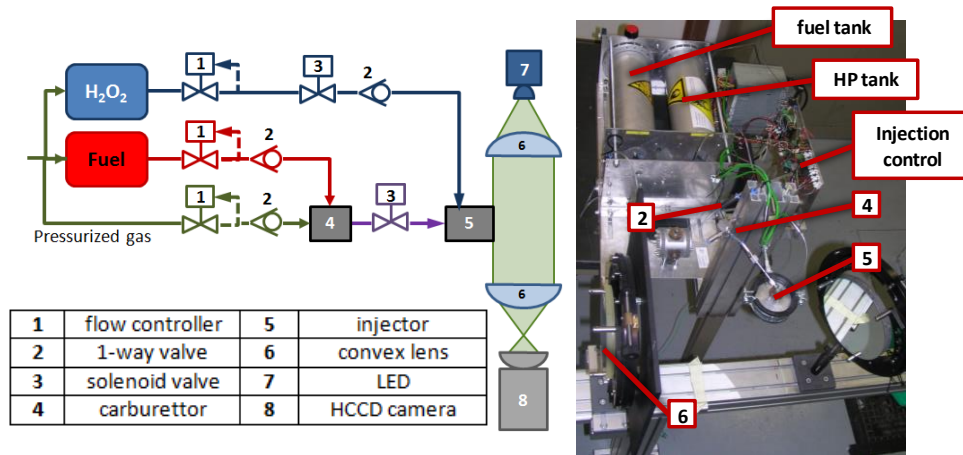 1
3
2
7
H₂O₂
fuel tank
HP tank
1
2
6
Fuel
3
Injection
control
1
2
2
4
4
5
5
Pressurized gas
6
1 flow controller 5 injector
2 1-way valve 6 convex lens
3 solenoid valve 7 LED
4 carburettor 8 HCCD camera
8
6